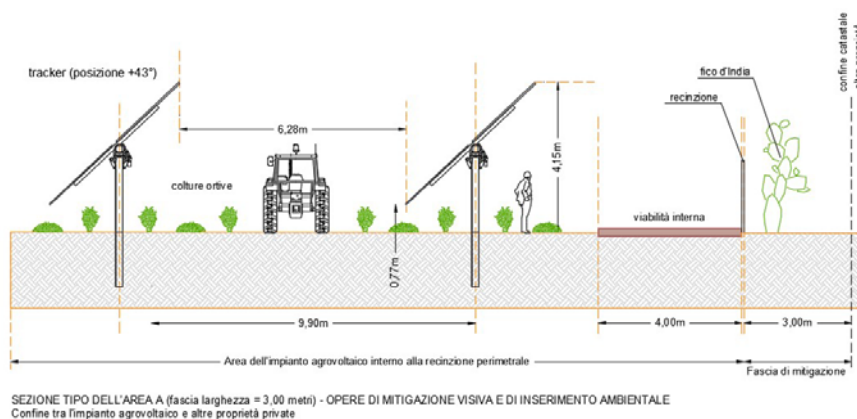 tracker (posizione +43°)
fico d'India
recinzione
confine catastale
6,28m
4,15m
colture ortive
viabilità interna
0,77m
9,90m
4,00m
3,00m
Area dell'impianto agrovoltaico interno alla recinzione perimetrale
Fascia di mitigazione
SEZIONE TIPO DELL'AREA A (fascia larghezza = 3,00 metri) - OPERE DI MITIGAZIONE VISIVA E DI INSERIMENTO AMBIENTALE
Confine tra l'impianto agrovoltaico e altre proprietà private